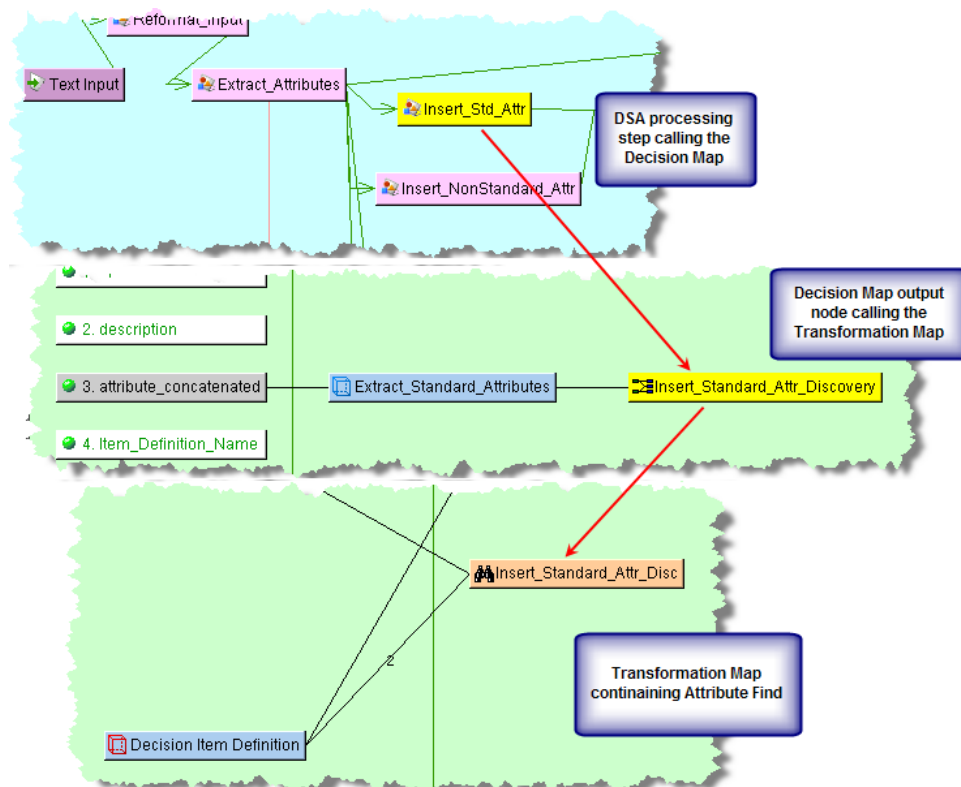 Reformat_Input
Text Input
Extract_Attributes
Insert_Std_Attr
DSA processing
step calling the
Decision Map
Insert_NonStandard_Attr
Decision Map output
node calling the
Transformation Map
2. description
3. attribute_concatenated
Extract_Standard_Attributes
Insert_Standard_Attr_Discovery
4. Item_Definition_Name
Insert_Standard_Attr_Disc
2
Transformation Map
continaining Attribute Find
Decision Item Definition